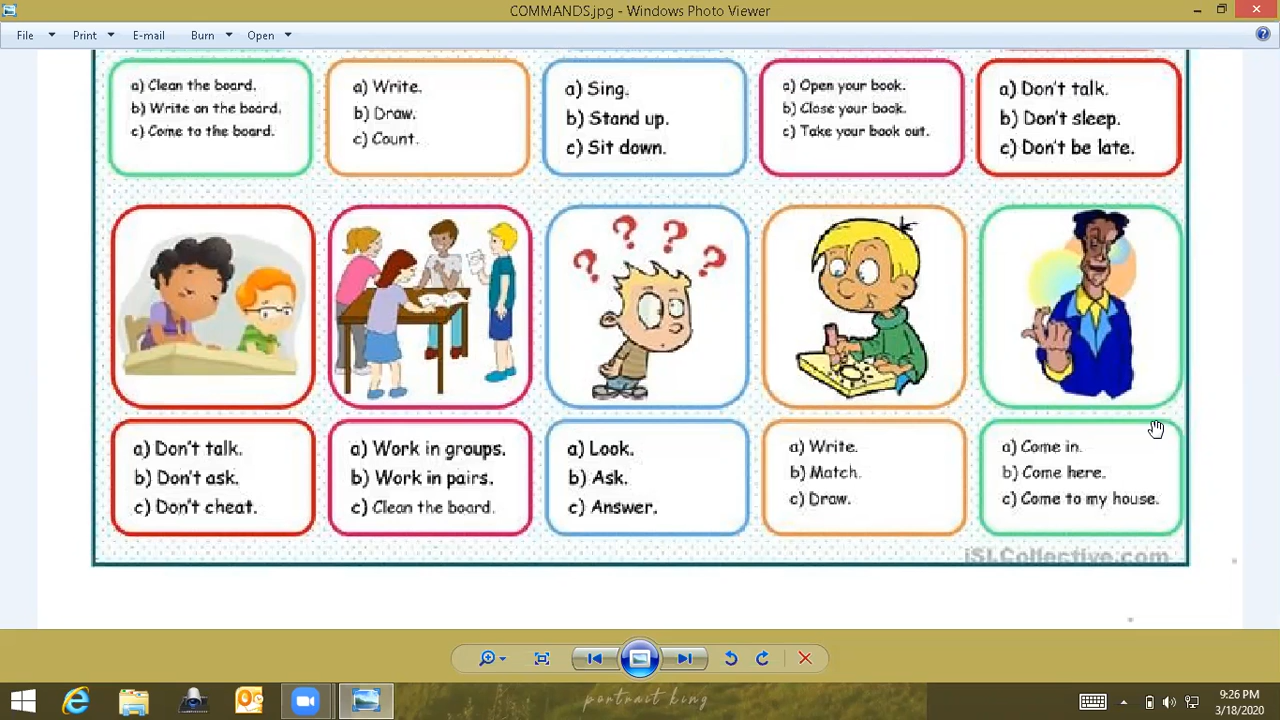 COMMANDS.jpg - Windows Photo Viewer
File Print E-mail Burn Open
a) Clean the board.
b) Write on the board.
c) Come to the board.
a) Write.
b) Draw.
c) Count.
a) Sing.
b) Stand up.
c) Sit down.
a) Open your book.
b) Close your book.
c) Take your book out.
a) Don't talk.
b) Don't sleep.
c) Don't be late.
? ? ? ?
a) Don't talk.
b) Don't ask.
c) Don't cheat.
a) Work in groups.
b) Work in pairs.
c) Clean the board.
a) Look.
b) Ask.
c) Answer.
a) Write.
b) Match.
c) Draw.
a) Come in.
b) Come here.
c) Come to my house.
iSLCollective.com
portrait king
9:26 PM
3/18/2020